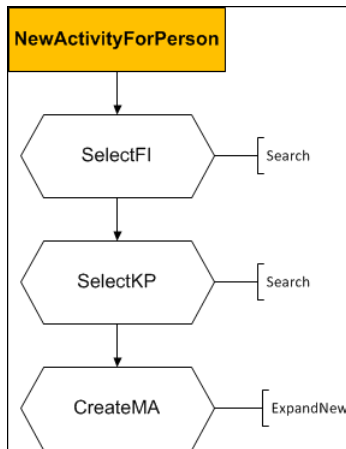 NewActivityForPerson
SelectFI
Search
SelectKP
Search
CreateMA
ExpandNew